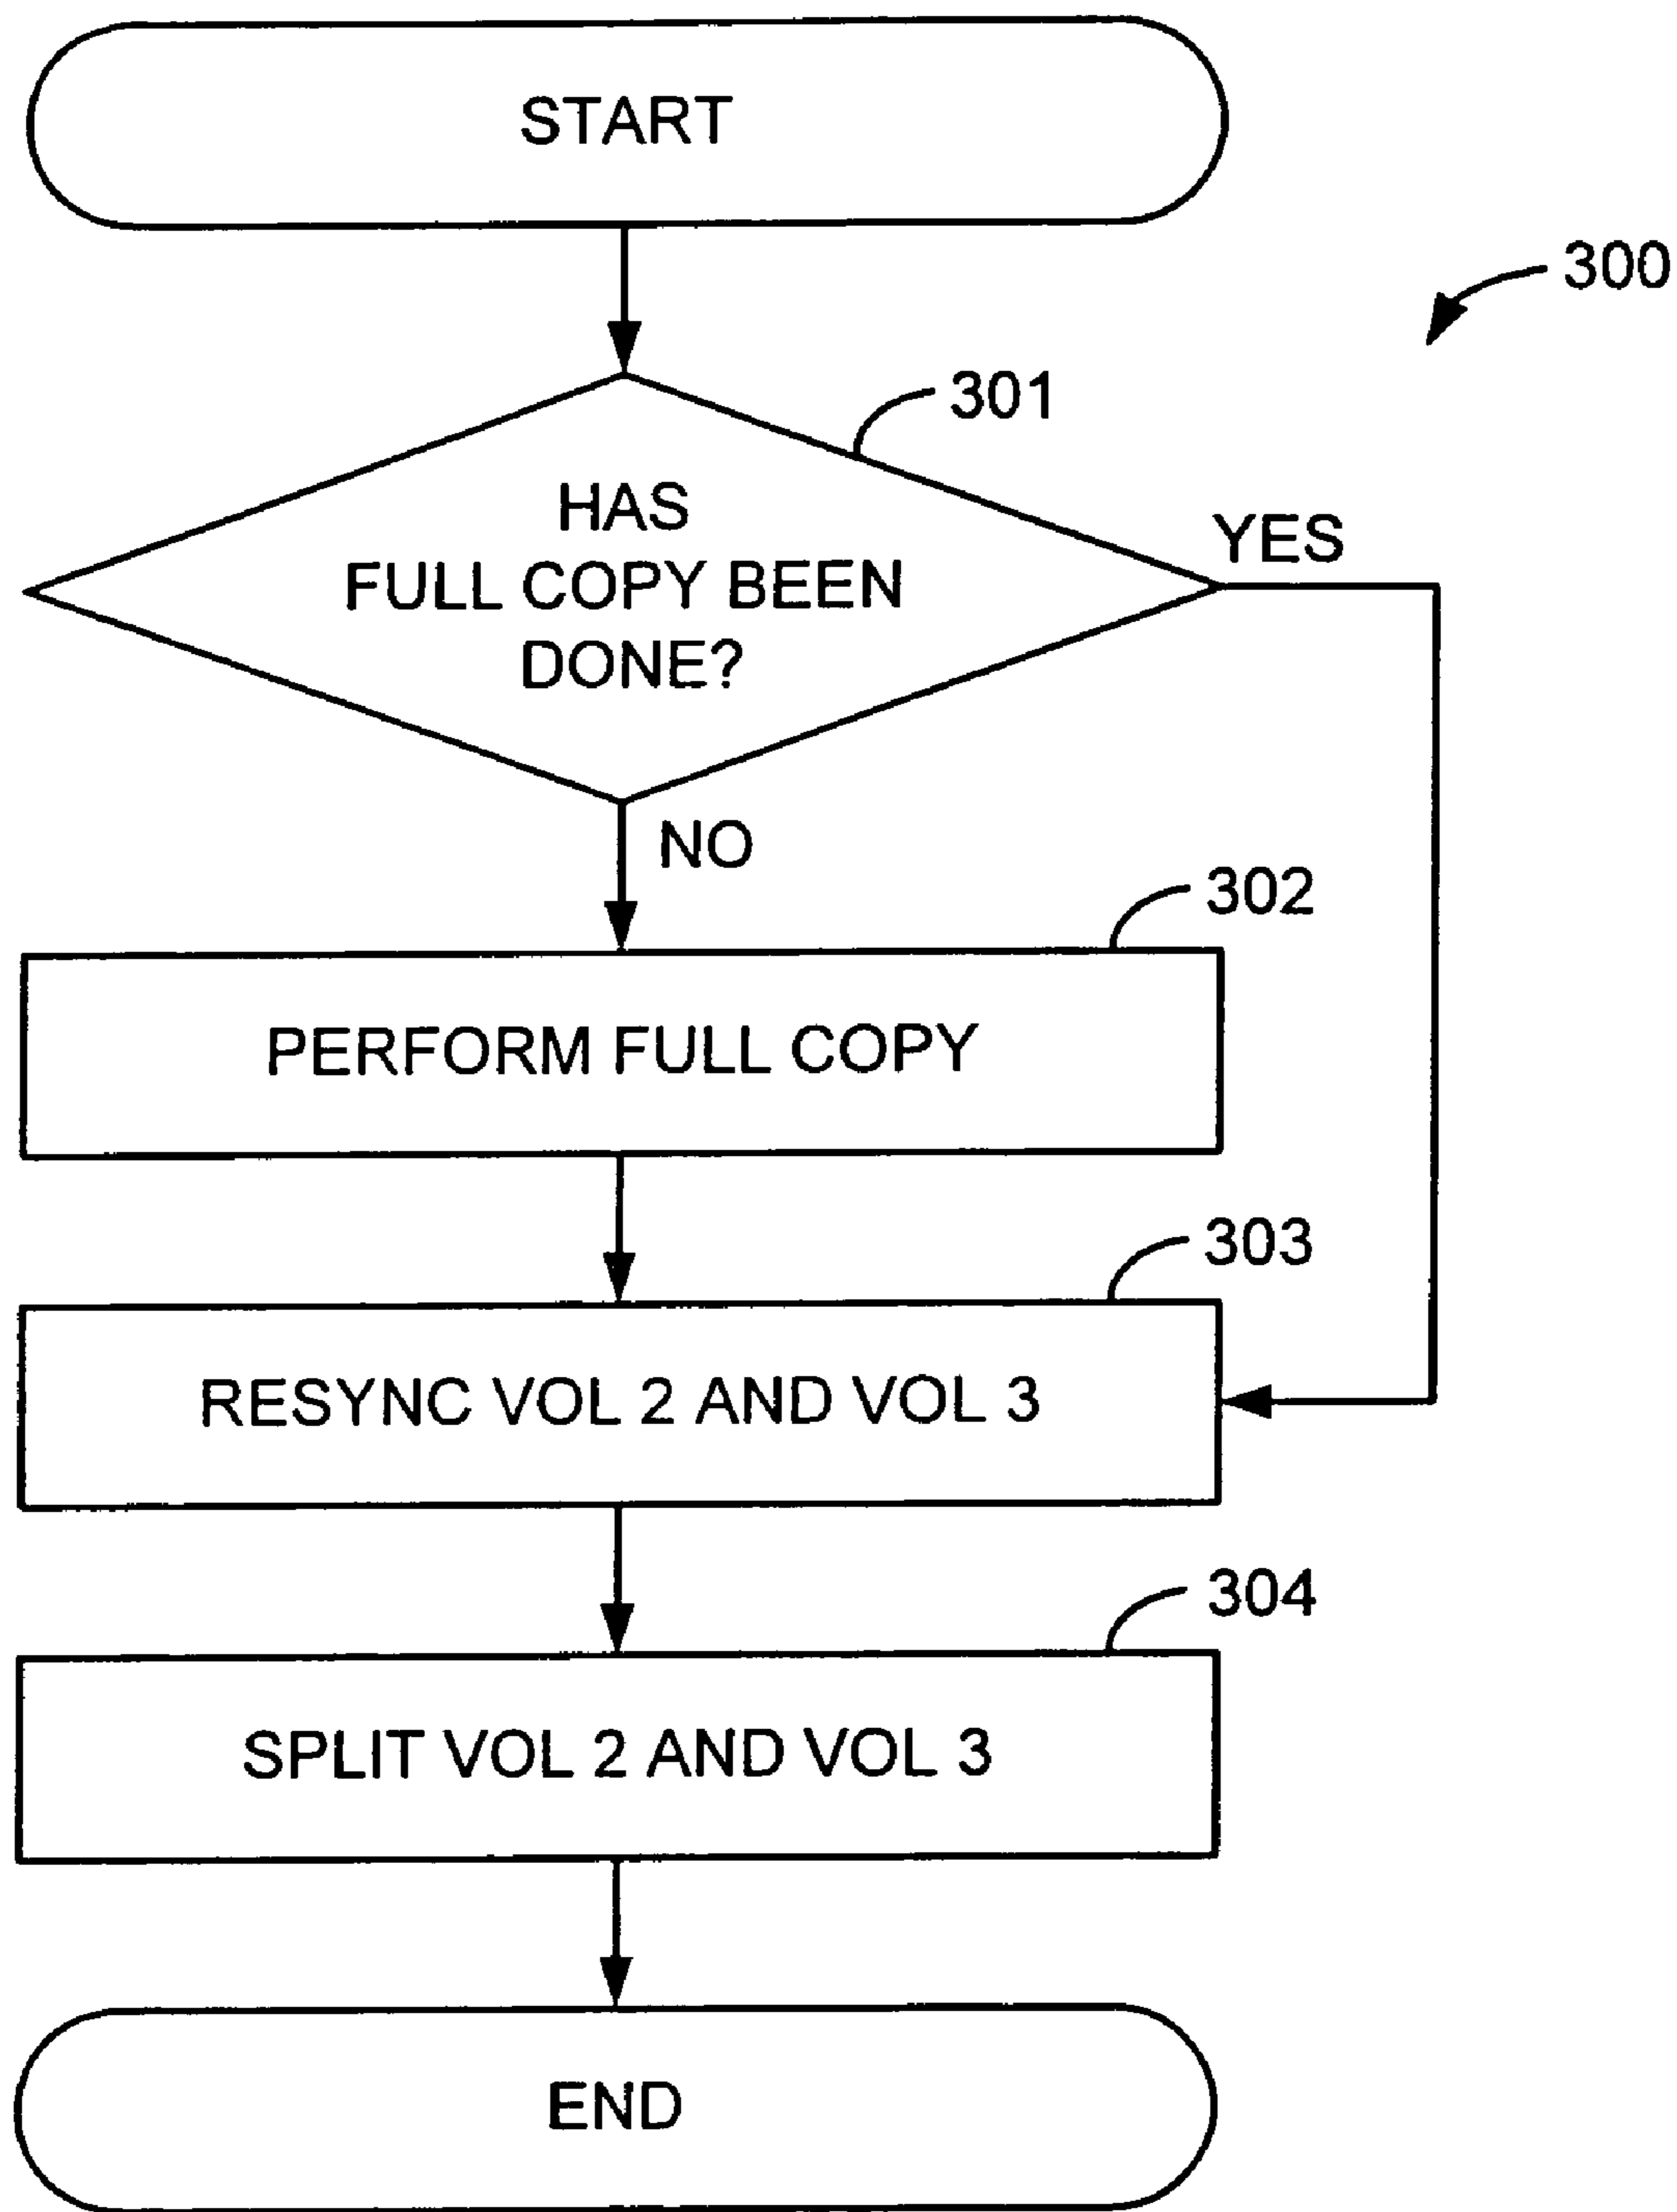 START
300
301
HAS
FULL COPY BEEN
DONE?
YES
NO
302
PERFORM FULL COPY
303
RESYNC VOL 2 AND VOL 3
304
SPLIT VOL 2 AND VOL 3
END